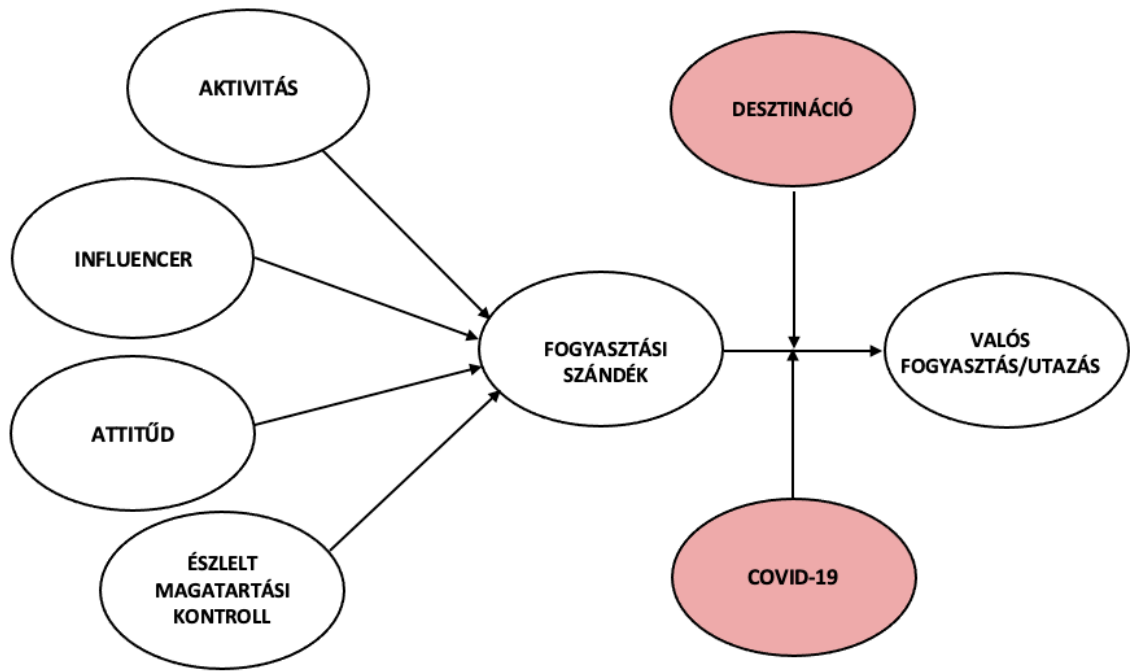 AKTIVITÁS
INFLUENCER
ATTITŰD
ÉSZLELT
MAGATARTÁSI
KONTROLL
FOGYASZTÁSI
SZÁNDÉK
DESZTINÁCIÓ
COVID-19
VALÓS
FOGYASZTÁS/UTAZÁS